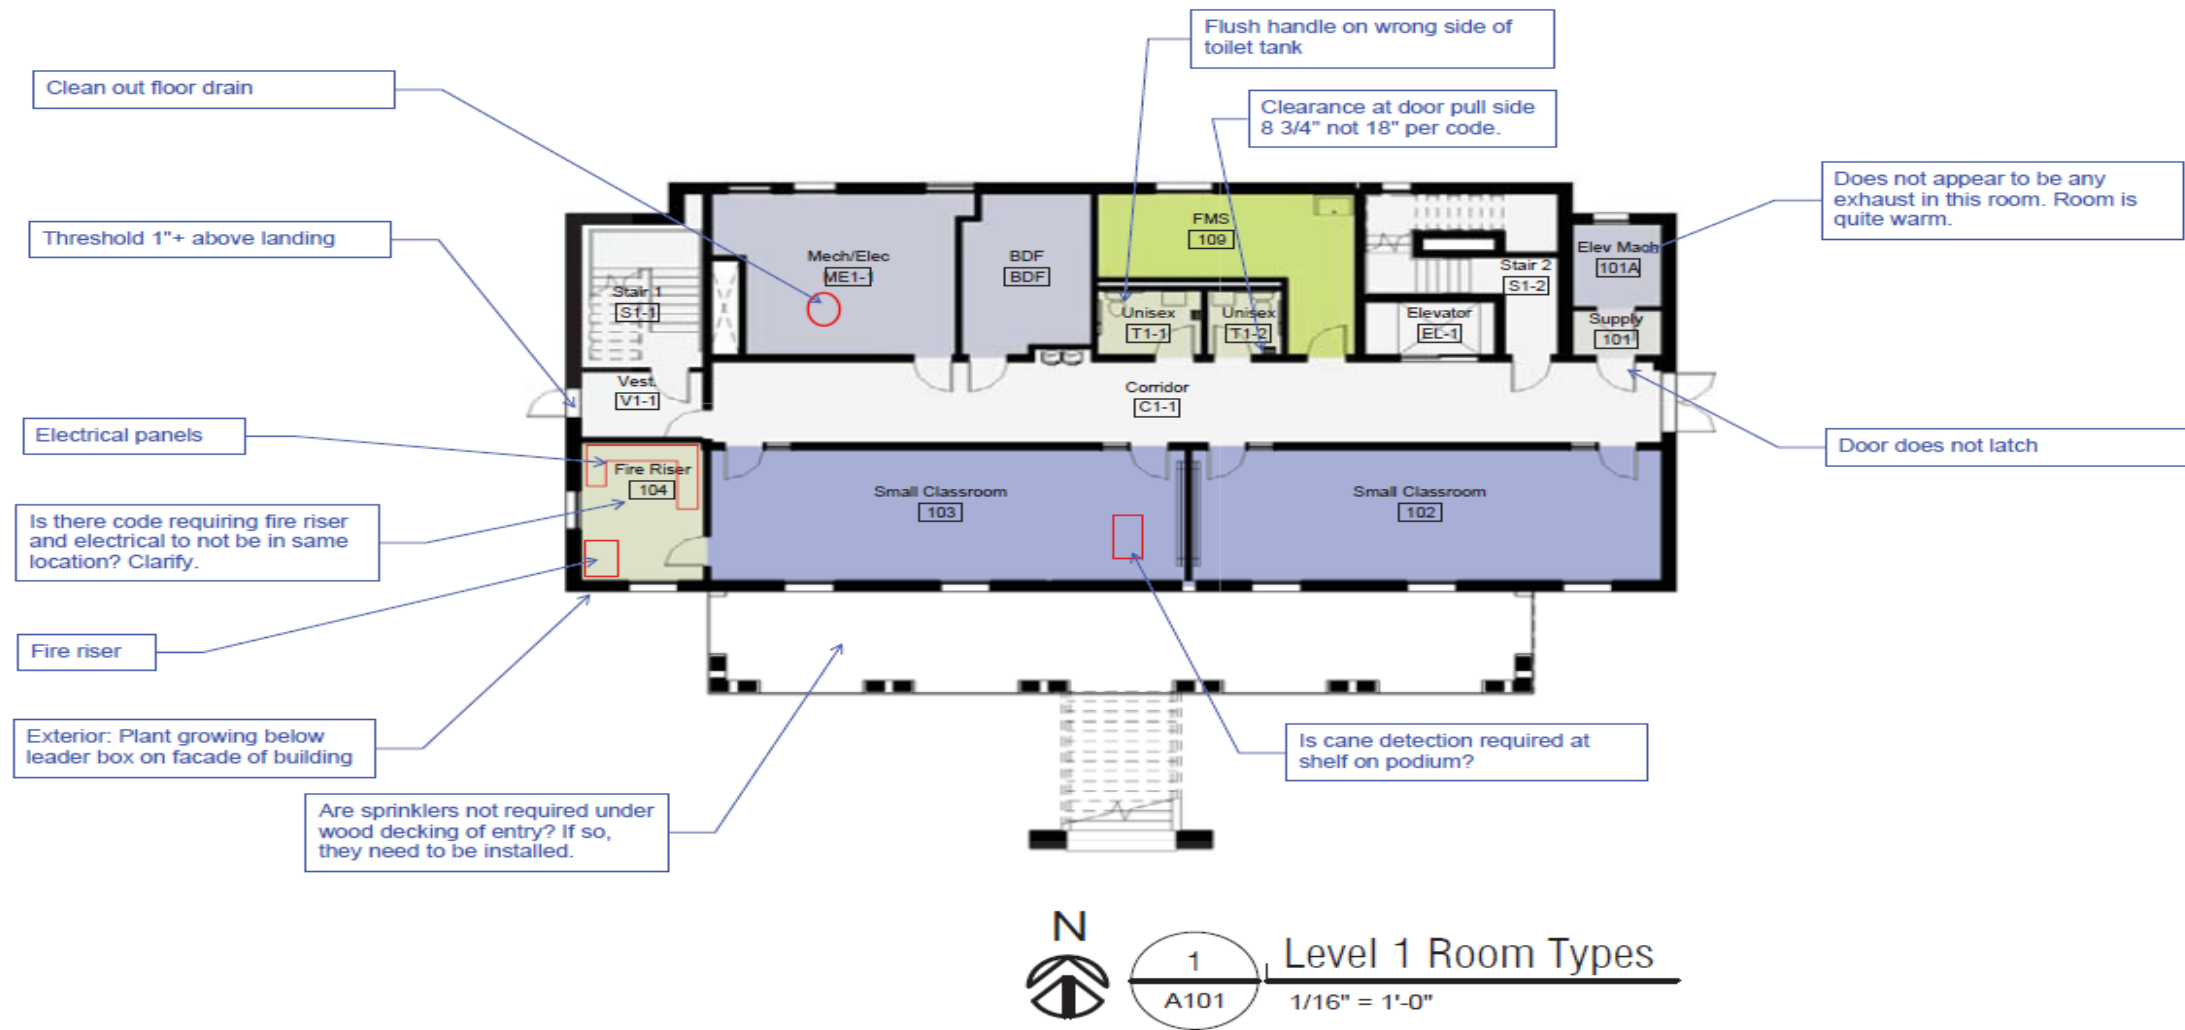 Flush handle on wrong side of
toilet tank
Clean out floor drain
Clearance at door pull side
8 3/4" not 18" per code.
Does not appear to be any
exhaust in this room. Room is
quite warm.
Threshold 1"+ above landing
FMS
109
Mech/Elec
ME1-1
BDF
BDF
Elev Mach
101A
Stair 2
S1-2
Stair 1
S1-1
Unisex
T1-1
Unisex
T1-2
Elevator
EL-1
Supply
101
Vest.
V1-1
Corridor
C1-1
Electrical panels
Door does not latch
Fire Riser
104
Small Classroom
103
Small Classroom
102
Is there code requiring fire riser
and electrical to not be in same
location? Clarify.
Fire riser
Exterior: Plant growing below
leader box on facade of building
Is cane detection required at
shelf on podium?
Are sprinklers not required under
wood decking of entry? If so,
they need to be installed.
N
1
A101
Level 1 Room Types
1/16" = 1'-0"